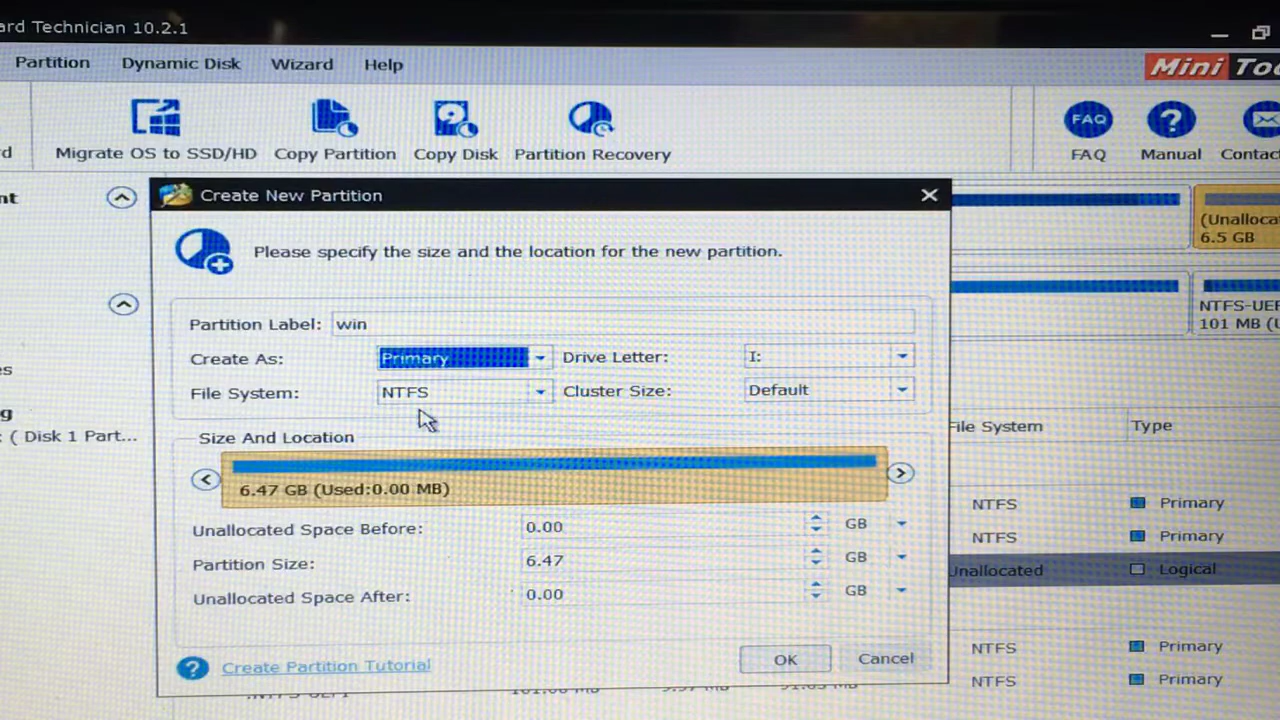 ard Technician 10.2.1
Partition Dynamic Disk Wizard Help
Mini Too
Migrate OS to SSD/HD Copy Partition Copy Disk Partition Recovery
FAQ
?
FAQ Manual Contac
Create New Partition
(Unalloca
6.5 GB
Please specify the size and the location for the new partition.
NTFS-UEF
101 MB (U
Partition Label: win
Create As: Primary Drive Letter: I:
File System: NTFS Cluster Size: Default
: ( Disk 1 Part...
File System Type
Size And Location
6.47 GB (Used:0.00 MB)
NTFS Primary
Unallocated Space Before: 0.00 GB
NTFS Primary
Partition Size: 6.47 GB
Unallocated Logical
Unallocated Space After: 0.00 GB
NTFS Primary
? Create Partition Tutorial
OK Cancel
NTFS Primary